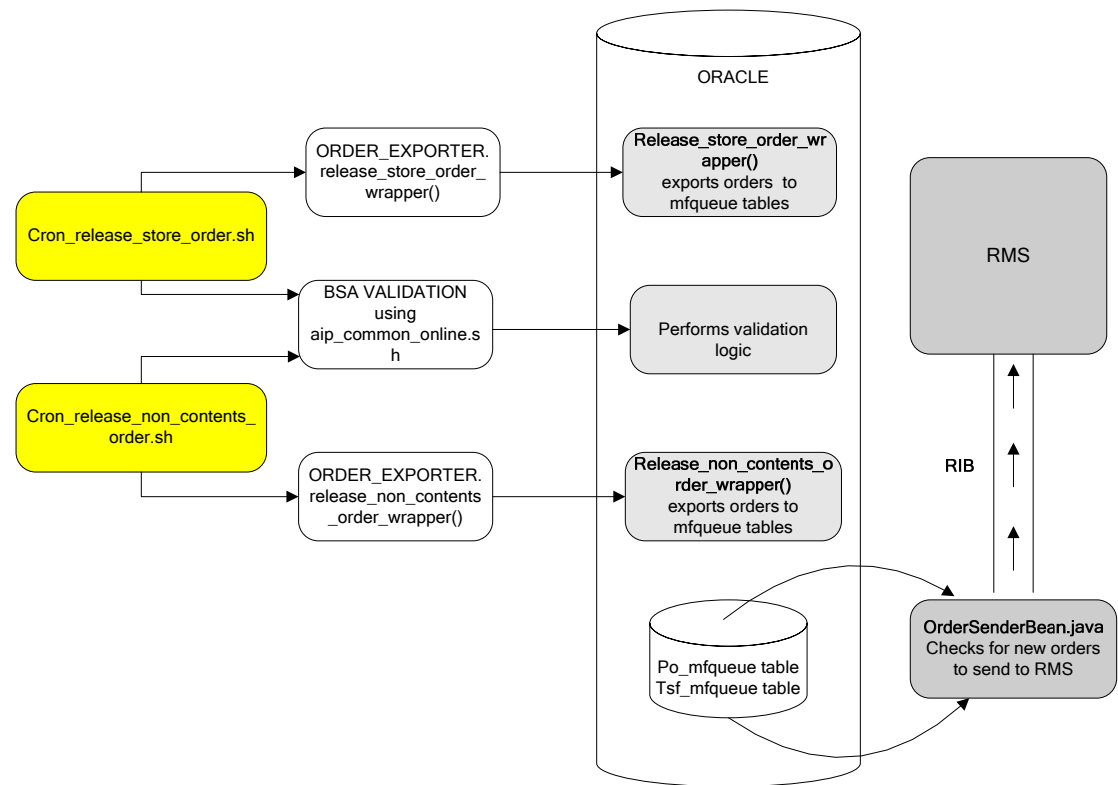 ORACLE
ORDER_EXPORTER.
release_store_order_
wrapper()
Release_store_order_wr
apper()
exports orders to
mfqueue tables
Cron_release_store_order.sh
RMS
BSA VALIDATION
using
aip_common_online.s
h
Performs validation
logic
Cron_release_non_contents_
order.sh
ORDER_EXPORTER.
release_non_contents
_order_wrapper()
Release_non_contents_o
rder_wrapper()
exports orders to
mfqueue tables
RIB
Po_mfqueue table
Tsf_mfqueue table
OrderSenderBean.java
Checks for new orders
to send to RMS